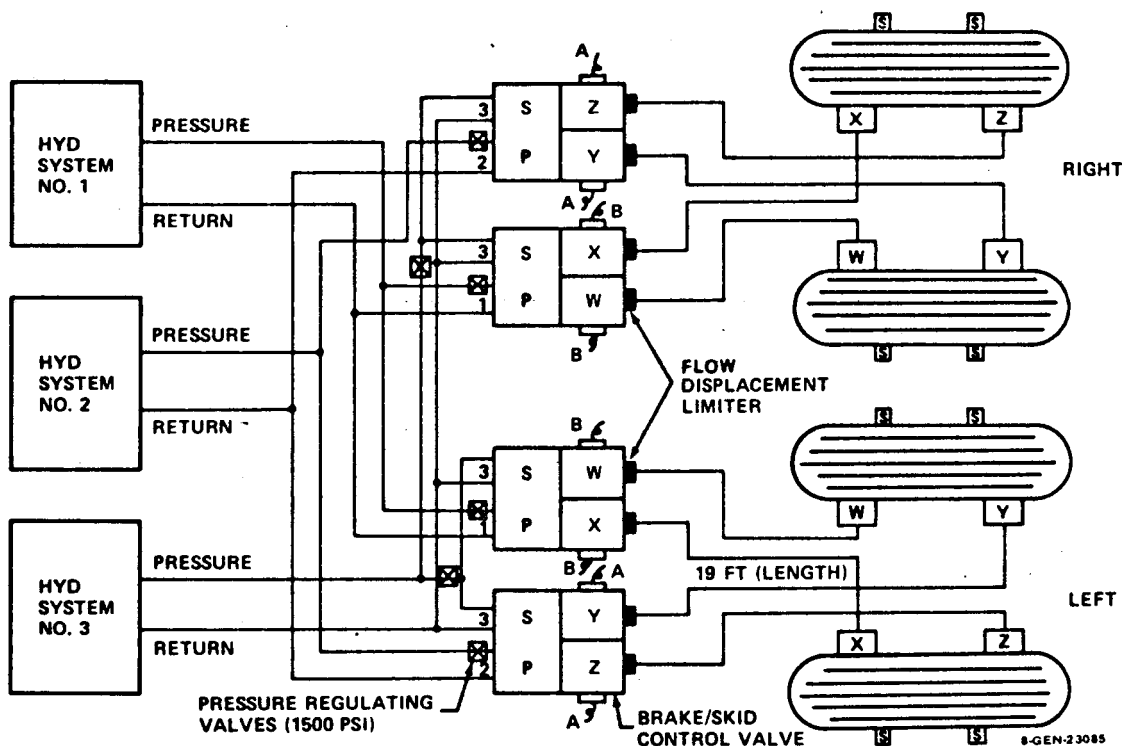 HYD
SYSTEM
NO. 1
PRESSURE
RETURN
HYD
SYSTEM
NO. 2
PRESSURE
RETURN
HYD
SYSTEM
NO. 3
PRESSURE
RETURN
A
3 S Z
2 P Y
A B
3 S X
1 P W
B
B
3 S W
1 P X
B A
3 S Y
2 P Z
A
PRESSURE REGULATING
VALVES (1500 PSI)
BRAKE/SKID
CONTROL VALVE
FLOW
DISPLACEMENT
LIMITER
19 FT (LENGTH)
S S
X Z
RIGHT
W Y
S S
S S
W Y
LEFT
X Z
S S
8-GEN-23085